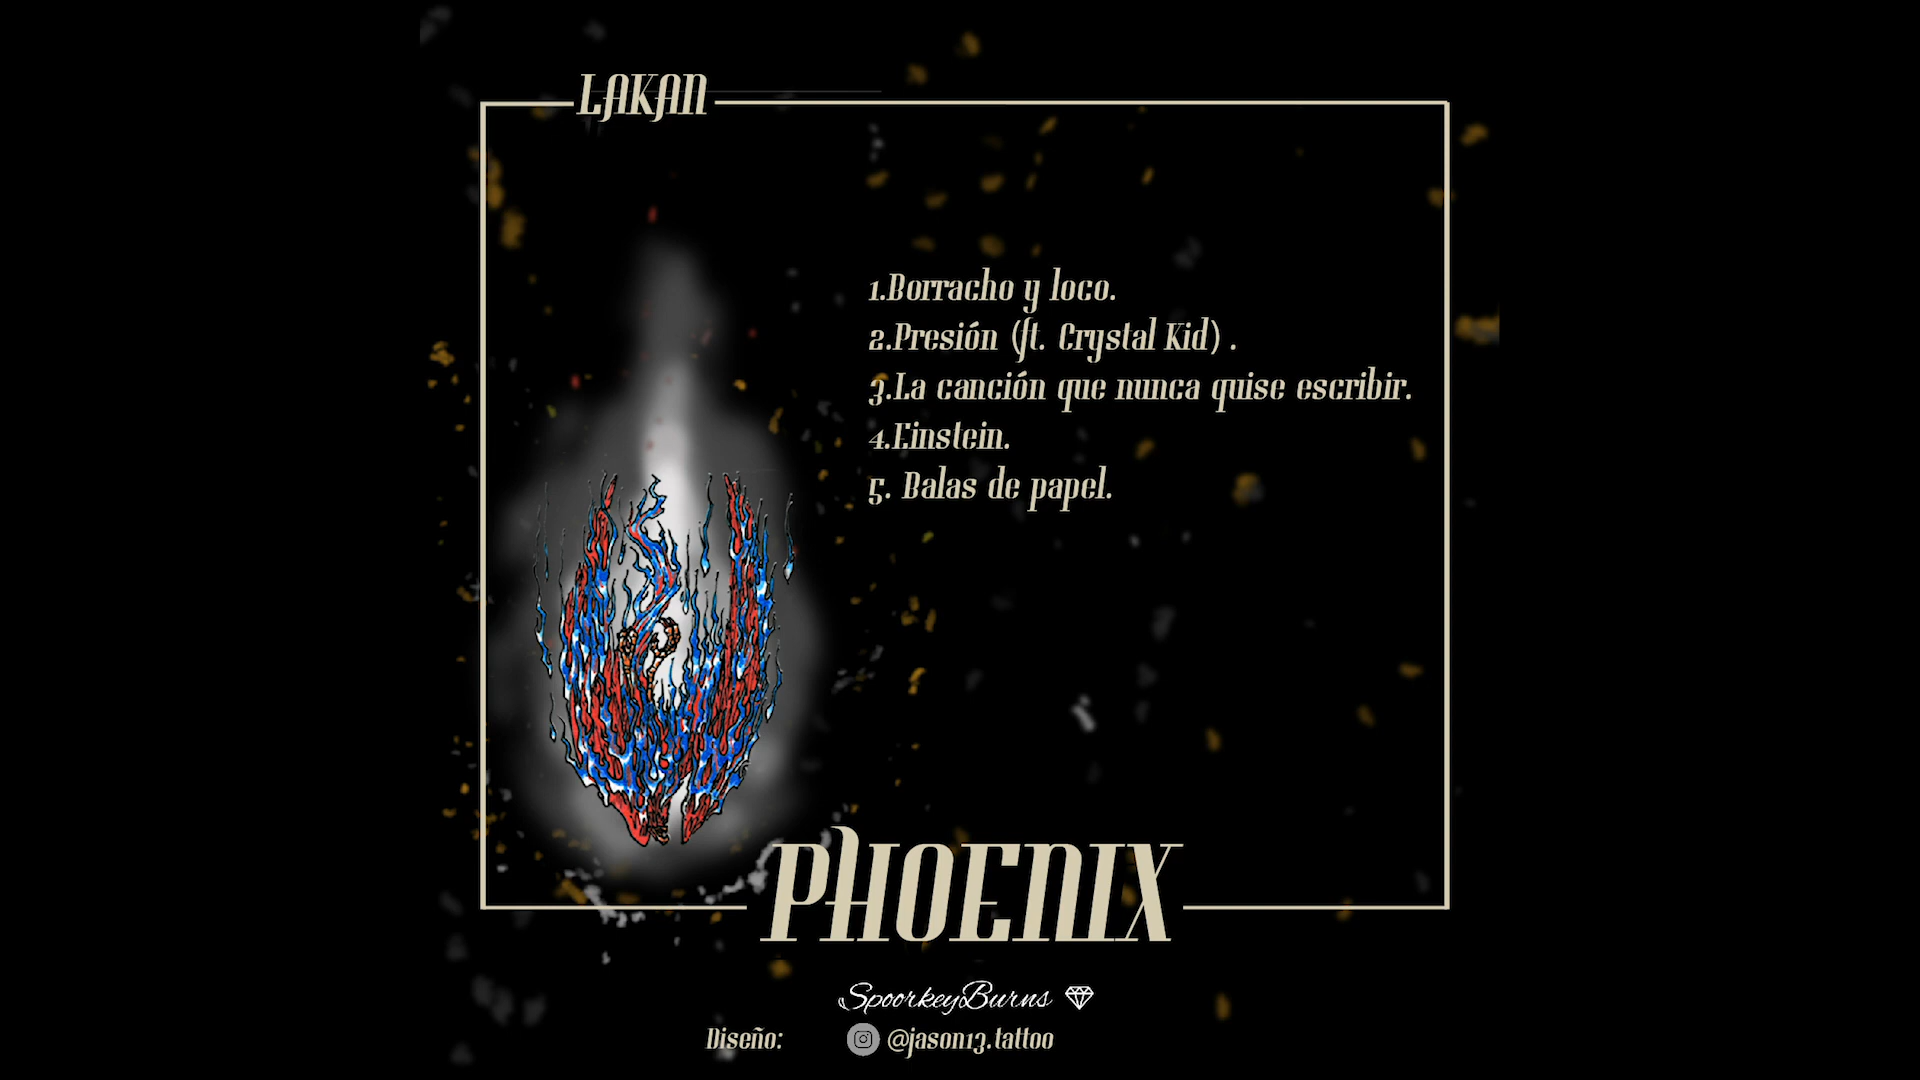 LAKAN
1.Borracho y loco.
2.Presión (ft. Crystal Kid) .
3.La canción que nunca quise escribir.
4.Einstein.
5. Balas de papel.
PHOENIX
SpoorkeyBurns
Diseño: @jason13.tattoo